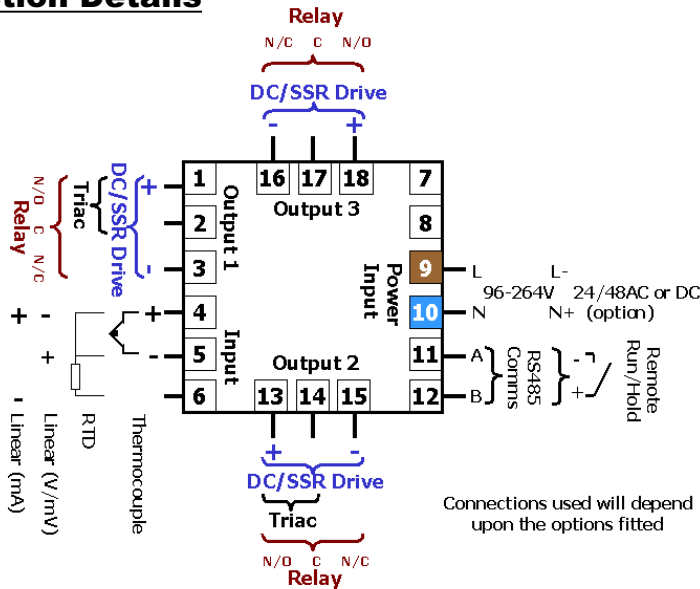 ction Details
Relay
N/C C N/O
DC/SSR Drive
- +
16 17 18
Output 3
1
2
3
4
5
6
Output 1
Input
+
-
DC/SSR Drive
Triac
N/O C N/C
Relay
+ -
Thermocouple
RTD
- +
Linear (V/mV)
+ -
Linear (mA)
7
8
9
10
11
12
Power
Input
L L-
96-264V 24/48AC or DC
N N+ (option)
A
B
RS485
Comms
-
+
Remote
Run/Hold
Output 2
13 14 15
+ -
DC/SSR Drive
Triac
N/O C N/C
Relay
Connections used will depend
upon the options fitted